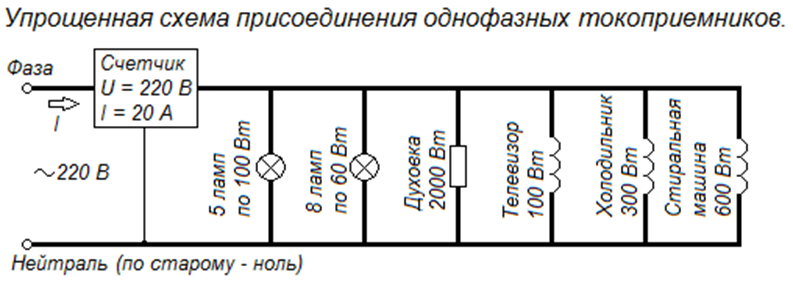 Упрощенная схема присоединения однофазных токоприемников.
Фаза
Счетчик
U = 220 В
I = 20 А
I
~220 В
5 ламп
по 100 Вт
8 ламп
по 60 Вт
Духовка
2000 Вт
Телевизор
100 Вт
Холодильник
300 Вт
Стиральная
машина
600 Вт
Нейтраль (по старому - ноль)